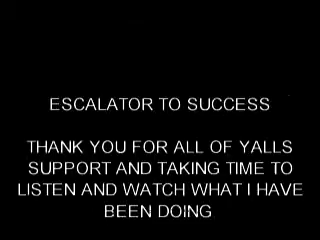 ESCALATOR TO SUCCESS
THANK YOU FOR ALL OF YALLS
SUPPORT AND TAKING TIME TO
LISTEN AND WATCH WHAT I HAVE
BEEN DOING